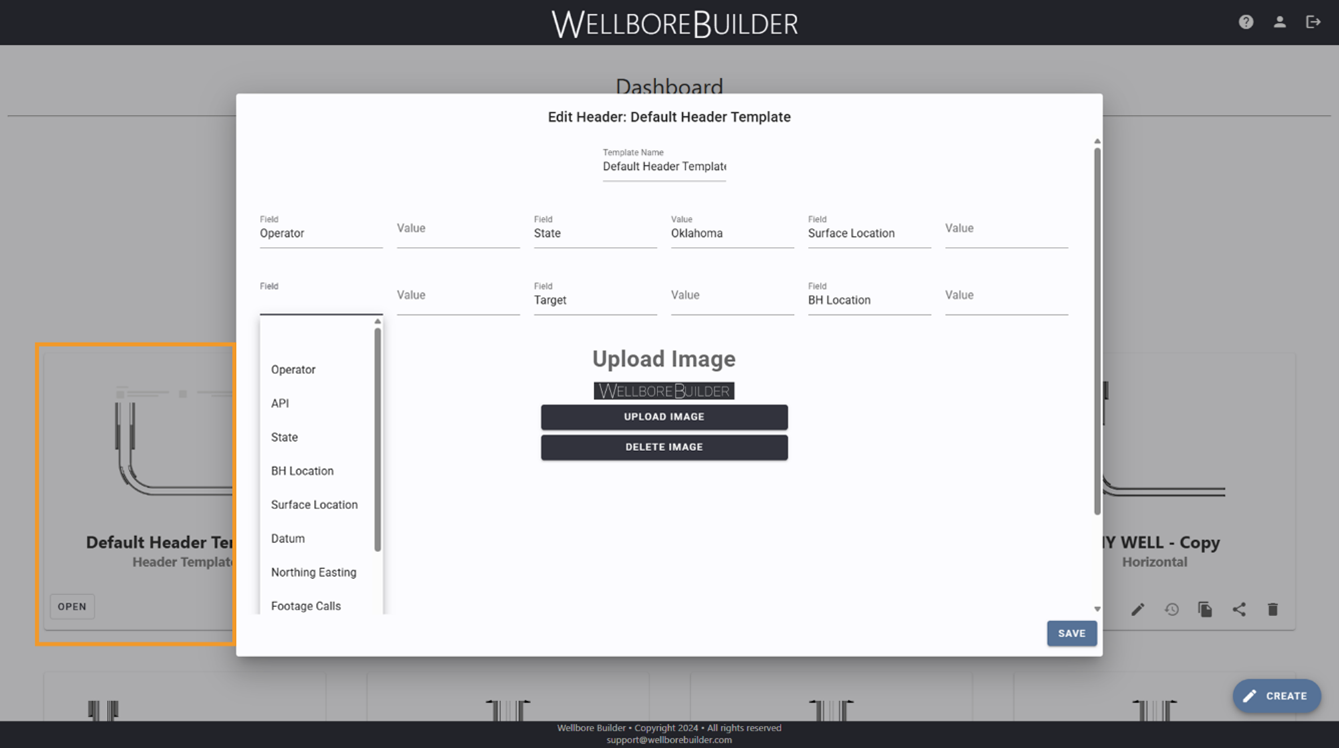 WELLBOREBUILDER
Dashboard
Edit Header: Default Header Template
Template Name
Default Header Template
Field
Operator
Value
Field
State
Value
Oklahoma
Field
Surface Location
Value
Field
Value
Field
Target
Value
Field
BH Location
Value
Operator
API
State
BH Location
Surface Location
Datum
Northing Easting
Footage Calls
Upload Image
WELLBOREBUILDER
UPLOAD IMAGE
DELETE IMAGE
SAVE
Default Header Te
Header Template
OPEN
Y WELL - Copy
Horizontal
CREATE
Wellbore Builder • Copyright 2024 • All rights reserved
support@wellborebuilder.com